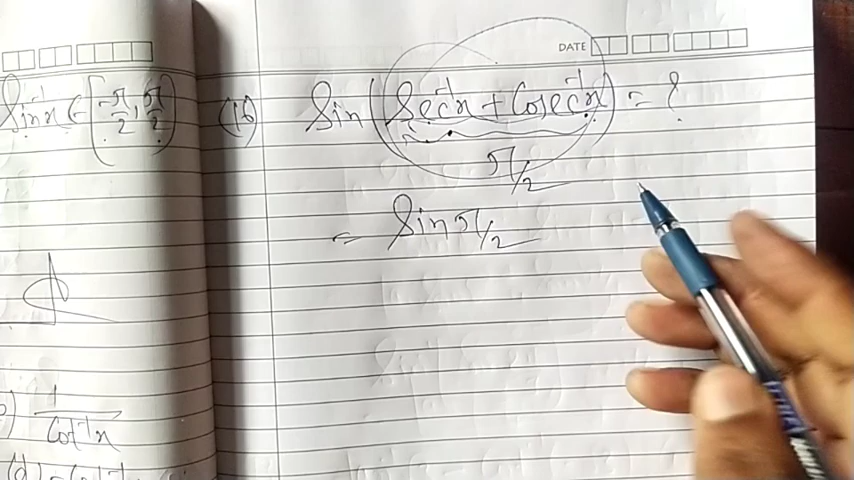 Sin⁻¹x ∈ [-π/2, π/2]
1/Cot⁻¹x
DATE
(16) Sin(Sec⁻¹x + Cosec⁻¹x) = ?
π/2
= Sin π/2